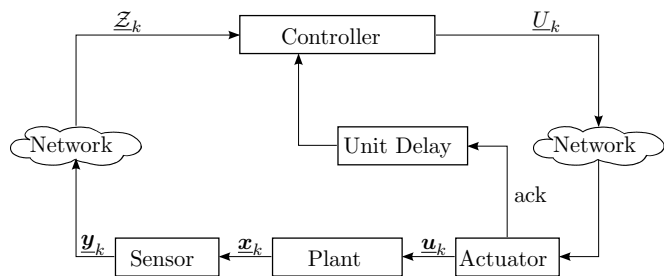 𝒵_k
Controller
U_k
Network
Unit Delay
Network
ack
y_k
Sensor
x_k
Plant
u_k
Actuator